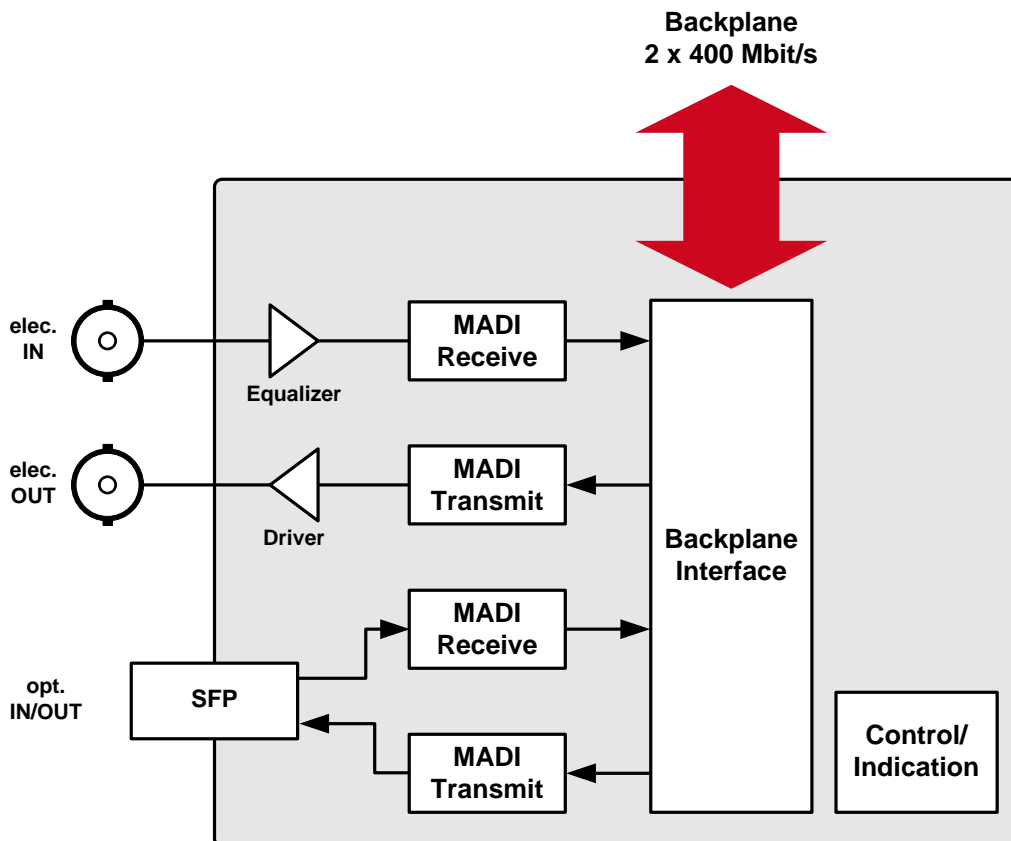 Backplane
2 x 400 Mbit/s
elec.
IN
Equalizer
MADI
Receive
elec.
OUT
Driver
MADI
Transmit
Backplane
Interface
MADI
Receive
opt.
IN/OUT
SFP
MADI
Transmit
Control/
Indication